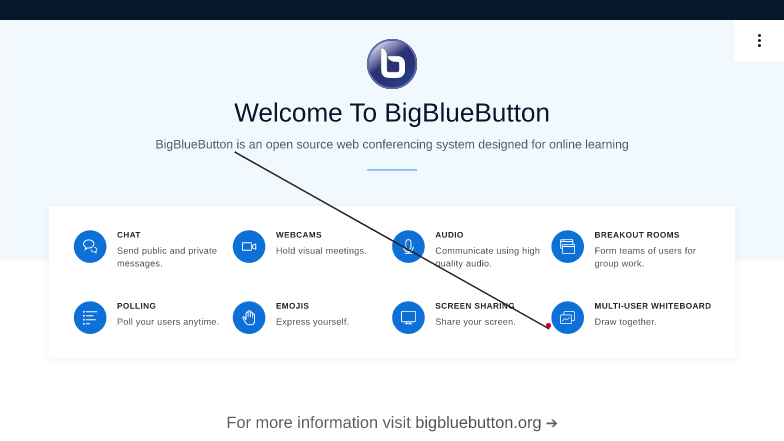 Welcome To BigBlueButton
BigBlueButton is an open source web conferencing system designed for online learning
CHAT
Send public and private
messages.
WEBCAMS
Hold visual meetings.
AUDIO
Communicate using high
quality audio.
BREAKOUT ROOMS
Form teams of users for
group work.
POLLING
Poll your users anytime.
EMOJIS
Express yourself.
SCREEN SHARING
Share your screen.
MULTI-USER WHITEBOARD
Draw together.
For more information visit bigbluebutton.org →